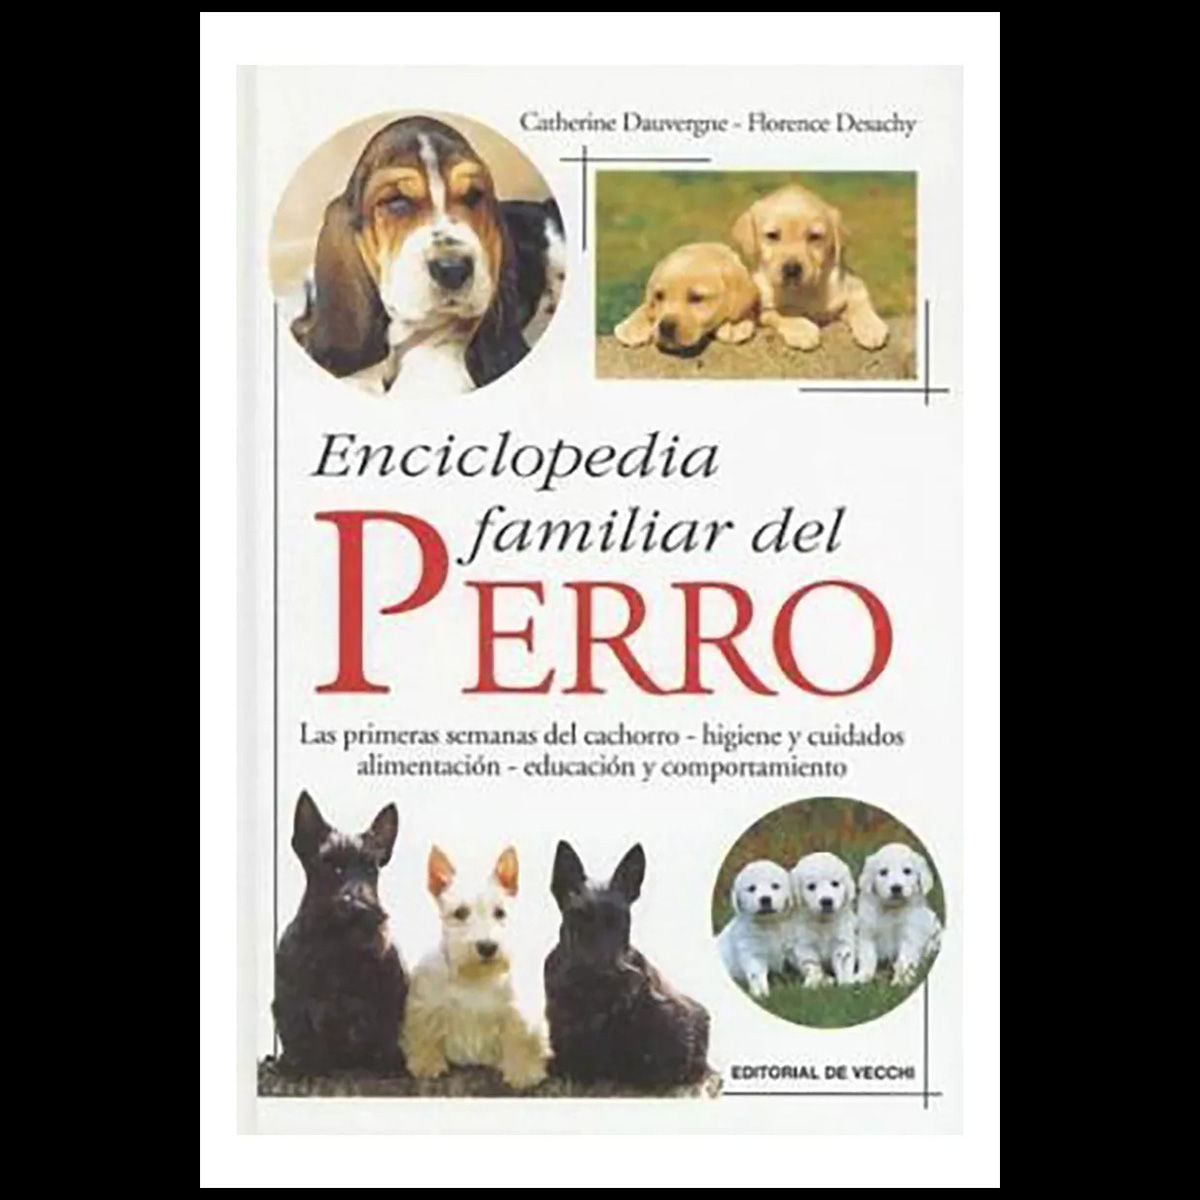 Catherine Dauvergne - Florence Desachy
Enciclopedia
familiar del
PERRO
Las primeras semanas del cachorro - higiene y cuidados
alimentación - educación y comportamiento
EDITORIAL DE VECCHI